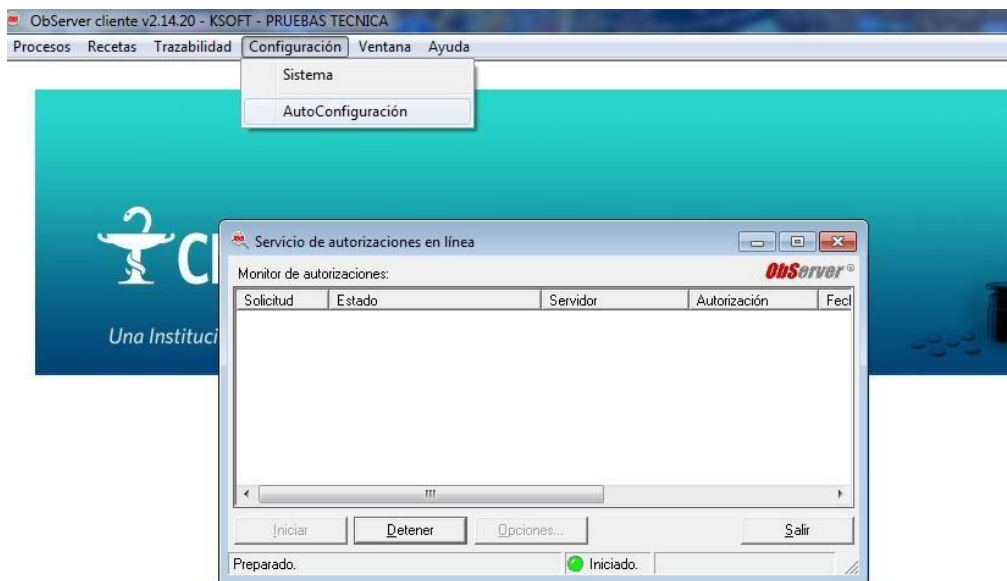 ObServer cliente v2.14.20 - KSOFT - PRUEBAS TECNICA
Procesos Recetas Trazabilidad Configuración Ventana Ayuda
Sistema
AutoConfiguración
Servicio de autorizaciones en línea
Monitor de autorizaciones:
ObServer®
Solicitud Estado Servidor Autorización Fecl
Una Instituci
Iniciar Detener Opciones... Salir
Preparado. Iniciado.